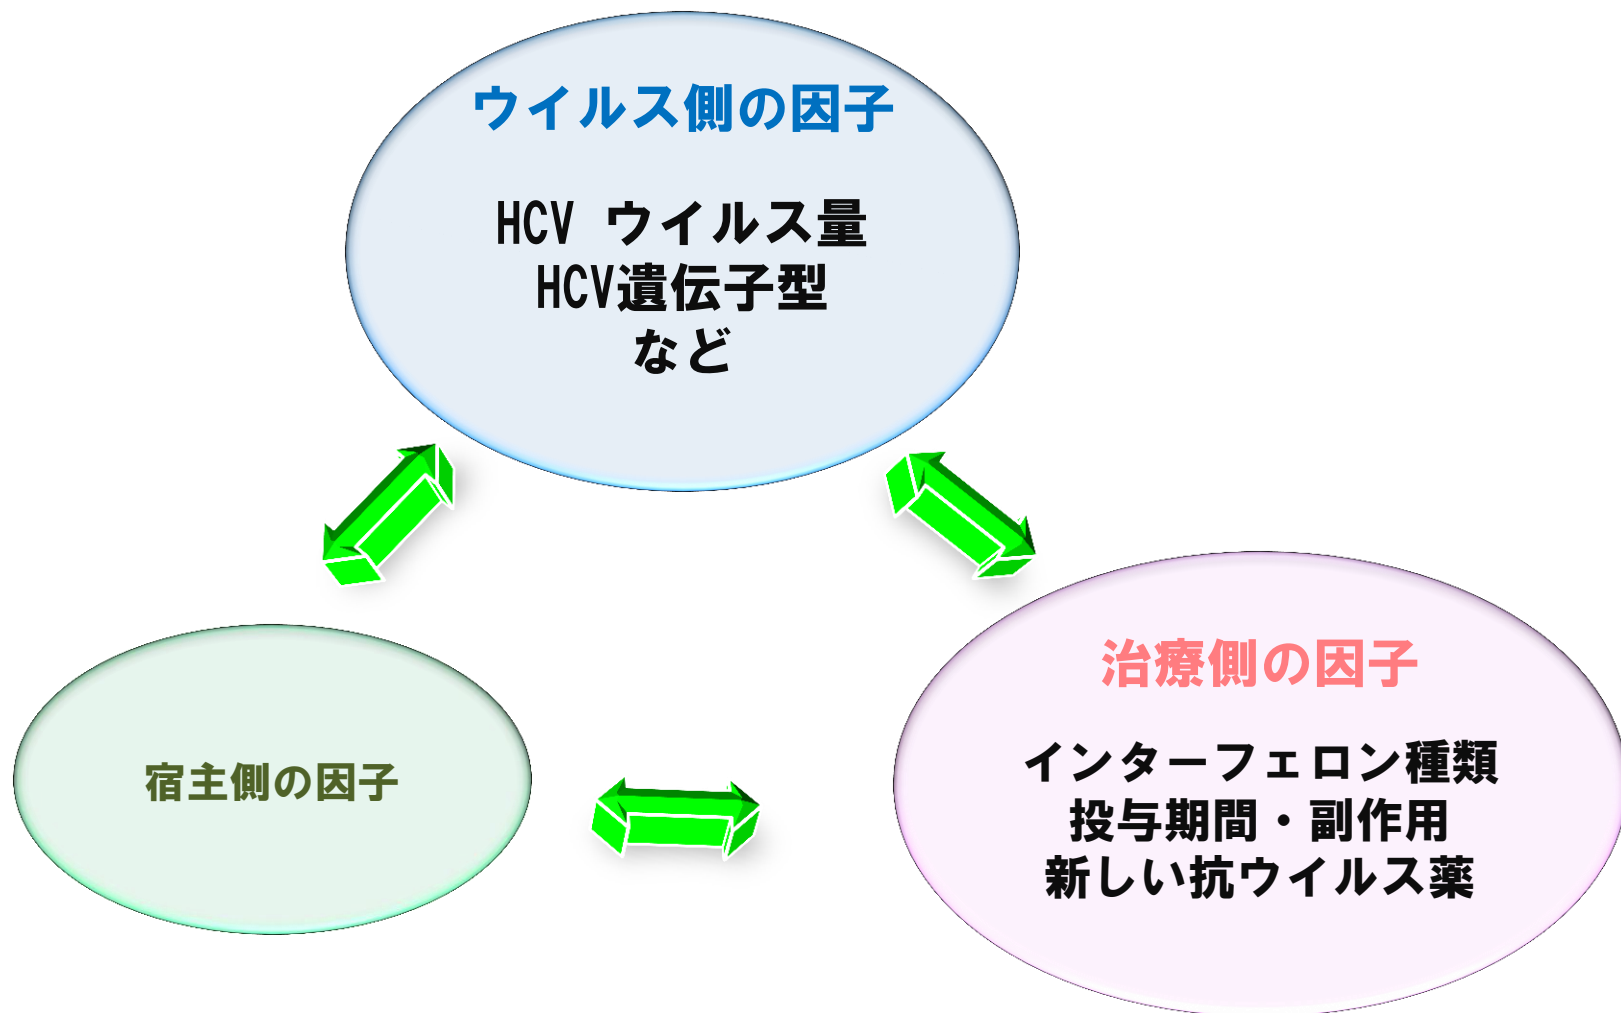 ウイルス側の因子
HCV ウイルス量
HCV遺伝子型
など
宿主側の因子
治療側の因子
インターフェロン種類
投与期間・副作用
新しい抗ウイルス薬